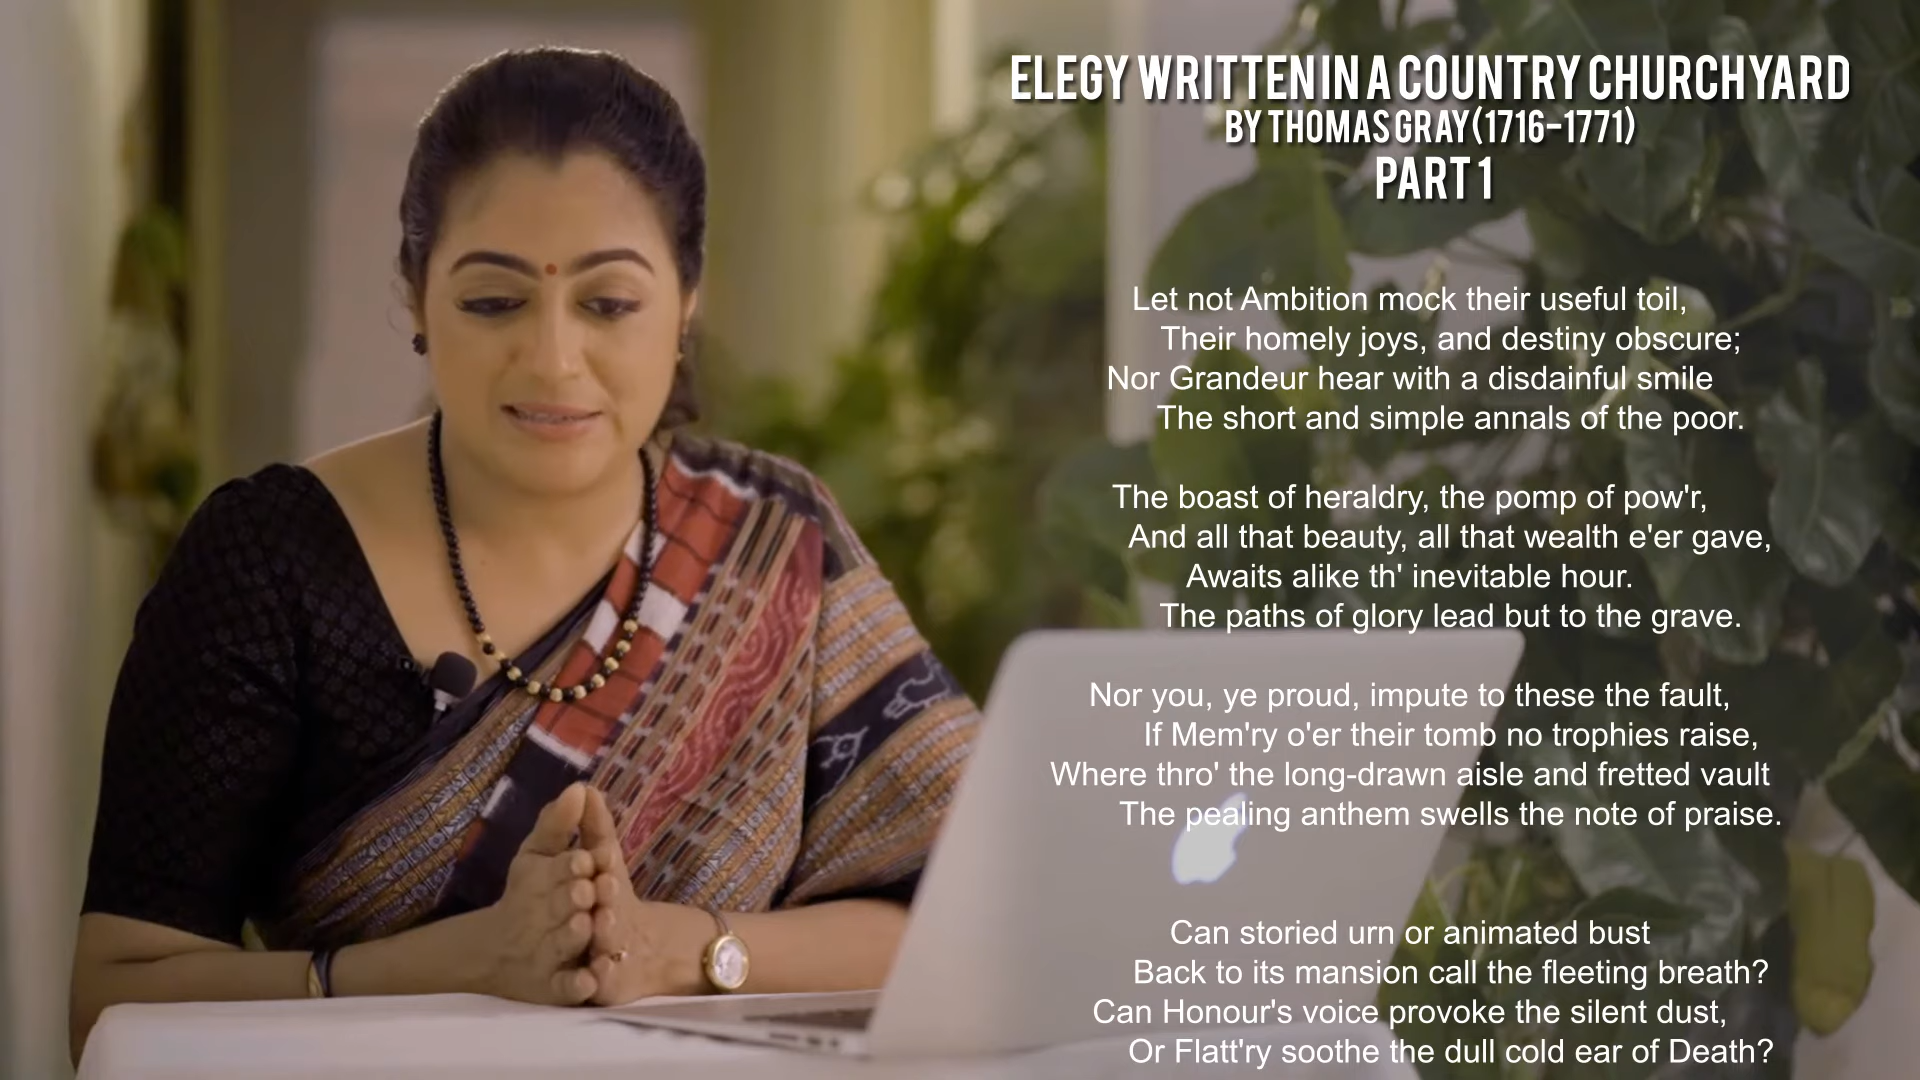 ELEGY WRITTEN IN A COUNTRY CHURCHYARD
BY THOMAS GRAY (1716-1771)
PART 1
Let not Ambition mock their useful toil,
Their homely joys, and destiny obscure;
Nor Grandeur hear with a disdainful smile
The short and simple annals of the poor.
The boast of heraldry, the pomp of pow'r,
And all that beauty, all that wealth e'er gave,
Awaits alike th' inevitable hour.
The paths of glory lead but to the grave.
Nor you, ye proud, impute to these the fault,
If Mem'ry o'er their tomb no trophies raise,
Where thro' the long-drawn aisle and fretted vault
The pealing anthem swells the note of praise.
Can storied urn or animated bust
Back to its mansion call the fleeting breath?
Can Honour's voice provoke the silent dust,
Or Flatt'ry soothe the dull cold ear of Death?